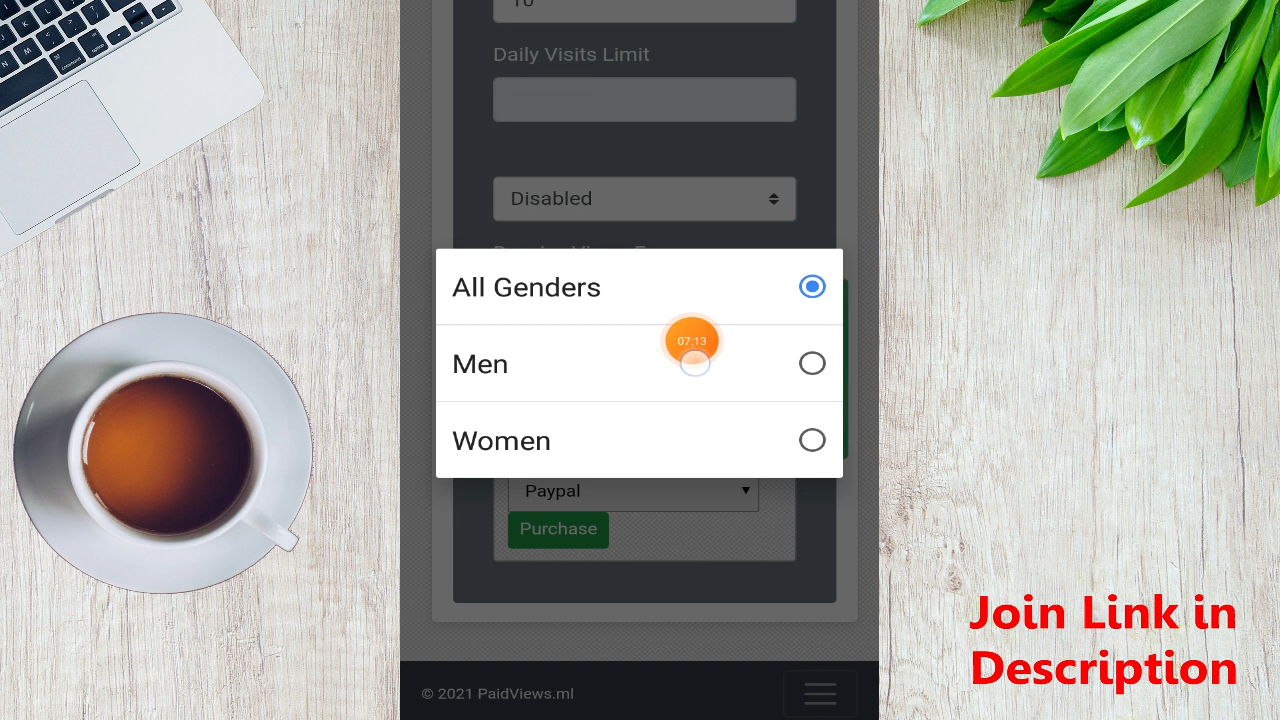 Daily Visits Limit
Disabled
All Genders
07:13
Men
Women
Paypal
Purchase
© 2021 PaidViews.ml
Join Link in
Description